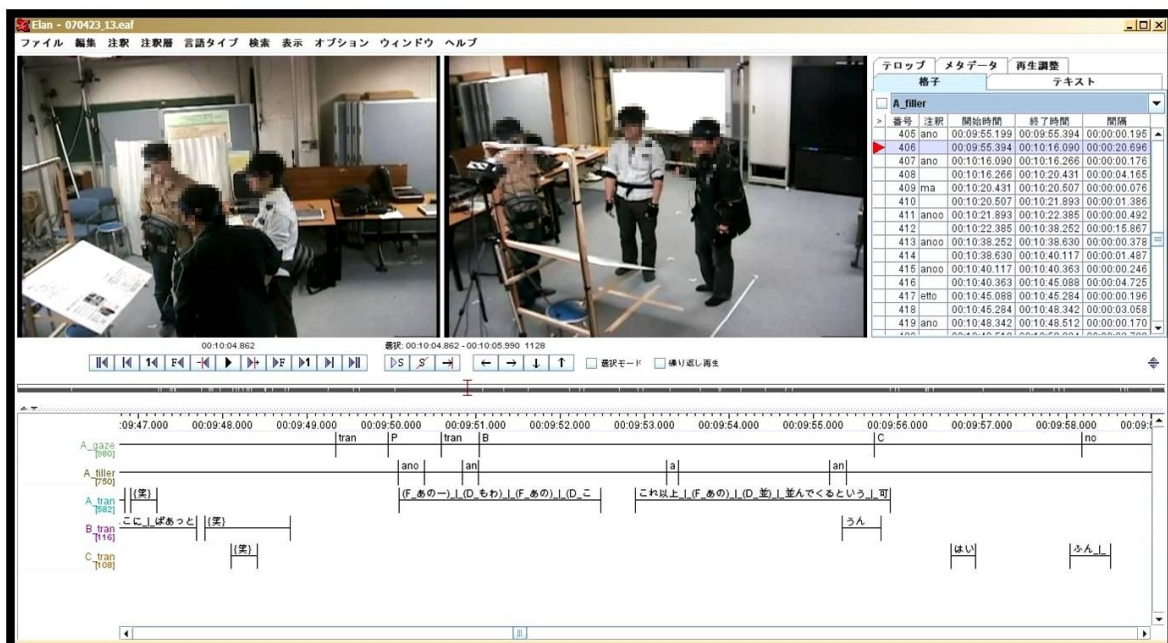 Elan - 070423_13.eaf
ファイル 編集 注釈 注釈層 言語タイプ 検索 表示 オプション ウィンドウ ヘルプ
テロップ メタデータ 再生調整
格子 テキスト
A_filler
> 番号 注釈 開始時間 終了時間 間隔
405 ano 00:09:55.199 00:09:55.394 00:00:00.195
406 00:09:55.394 00:10:16.090 00:00:20.696
407 ano 00:10:16.090 00:10:16.266 00:00:00.176
408 00:10:16.266 00:10:20.431 00:00:04.165
409 ma 00:10:20.431 00:10:20.507 00:00:00.076
410 00:10:20.507 00:10:21.893 00:00:01.386
411 anoo 00:10:21.893 00:10:22.385 00:00:00.492
412 00:10:22.385 00:10:38.252 00:00:15.867
413 anoo 00:10:38.252 00:10:38.630 00:00:00.378
414 00:10:38.630 00:10:40.117 00:00:01.487
415 anoo 00:10:40.117 00:10:40.363 00:00:00.246
416 00:10:40.363 00:10:45.088 00:00:04.725
417 etto 00:10:45.088 00:10:45.284 00:00:00.196
418 00:10:45.284 00:10:48.342 00:00:03.058
419 ano 00:10:48.342 00:10:48.512 00:00:00.170
00:10:04.862
選択: 00:10:04.862 - 00:10:05.990 1128
1 F F 1 S S 選択モード 繰り返し再生
:09:47.000 00:09:48.000 00:09:49.000 00:09:50.000 00:09:51.000 00:09:52.000 00:09:53.000 00:09:54.000 00:09:55.000 00:09:56.000 00:09:57.000 00:09:58.000 00:09:
A_gaze tran P tran B C no
[980]
A_filler ano an a an
[750]
A_tran {笑} (F_あのー)_|_(D_もわ)_|_(F_あの)_|_(D_こ これ以上_|_(F_あの)_|_(D_並)_|_並んでくるという_|_可
[582]
B_tran こに_|_ぱあっと {笑} うん
[116]
C_tran {笑} はい ふん_|_
[108]